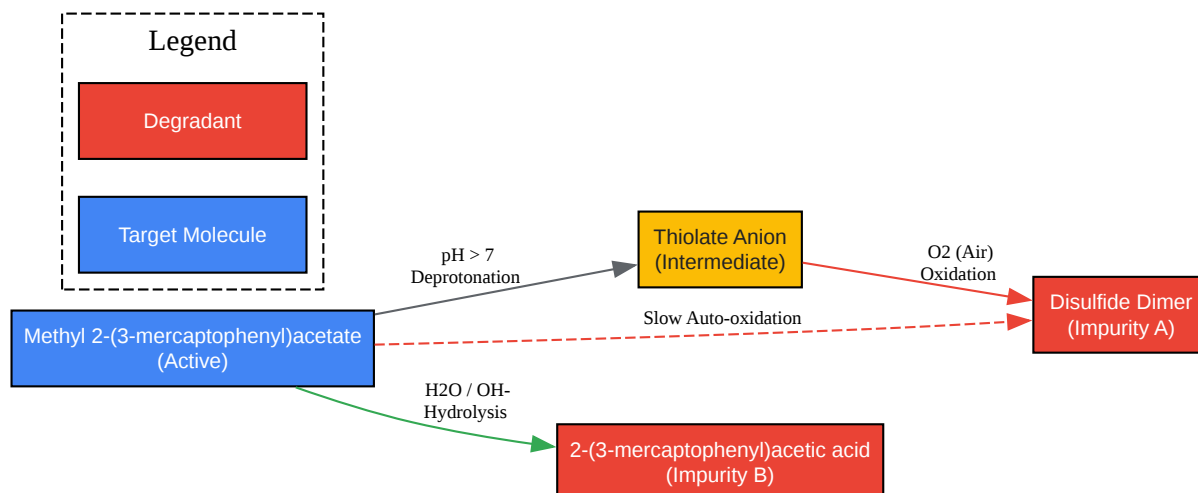 Legend
Degradant
Target Molecule
pH > 7
Deprotonation
Thiolate Anion
(Intermediate)
O2 (Air)
Oxidation
Disulfide Dimer
(Impurity A)
Methyl 2-(3-mercaptophenyl)acetate
(Active)
Slow Auto-oxidation
H2O / OH-
Hydrolysis
2-(3-mercaptophenyl)acetic acid
(Impurity B)